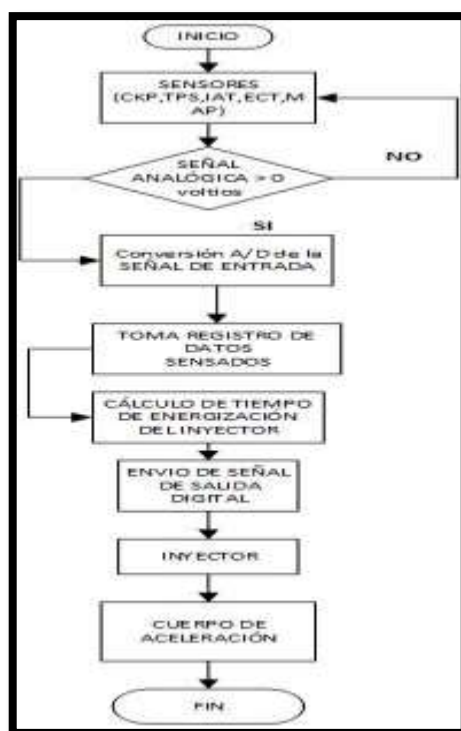 INICIO
SENSORES
(CKP,TPS,IAT,ECT,M
AP)
SEÑAL
ANALÓGICA > 0
voltios
NO
SI
Conversión A/D de la
SEÑAL DE ENTRADA
TOMA REGISTRO DE
DATOS
SENSADOS
CÁLCULO DE TIEMPO
DE ENERGIZACIÓN
DEL INYECTOR
ENVIO DE SEÑAL
DE SALIDA
DIGITAL
INYECTOR
CUERPO DE
ACELERACIÓN
FIN